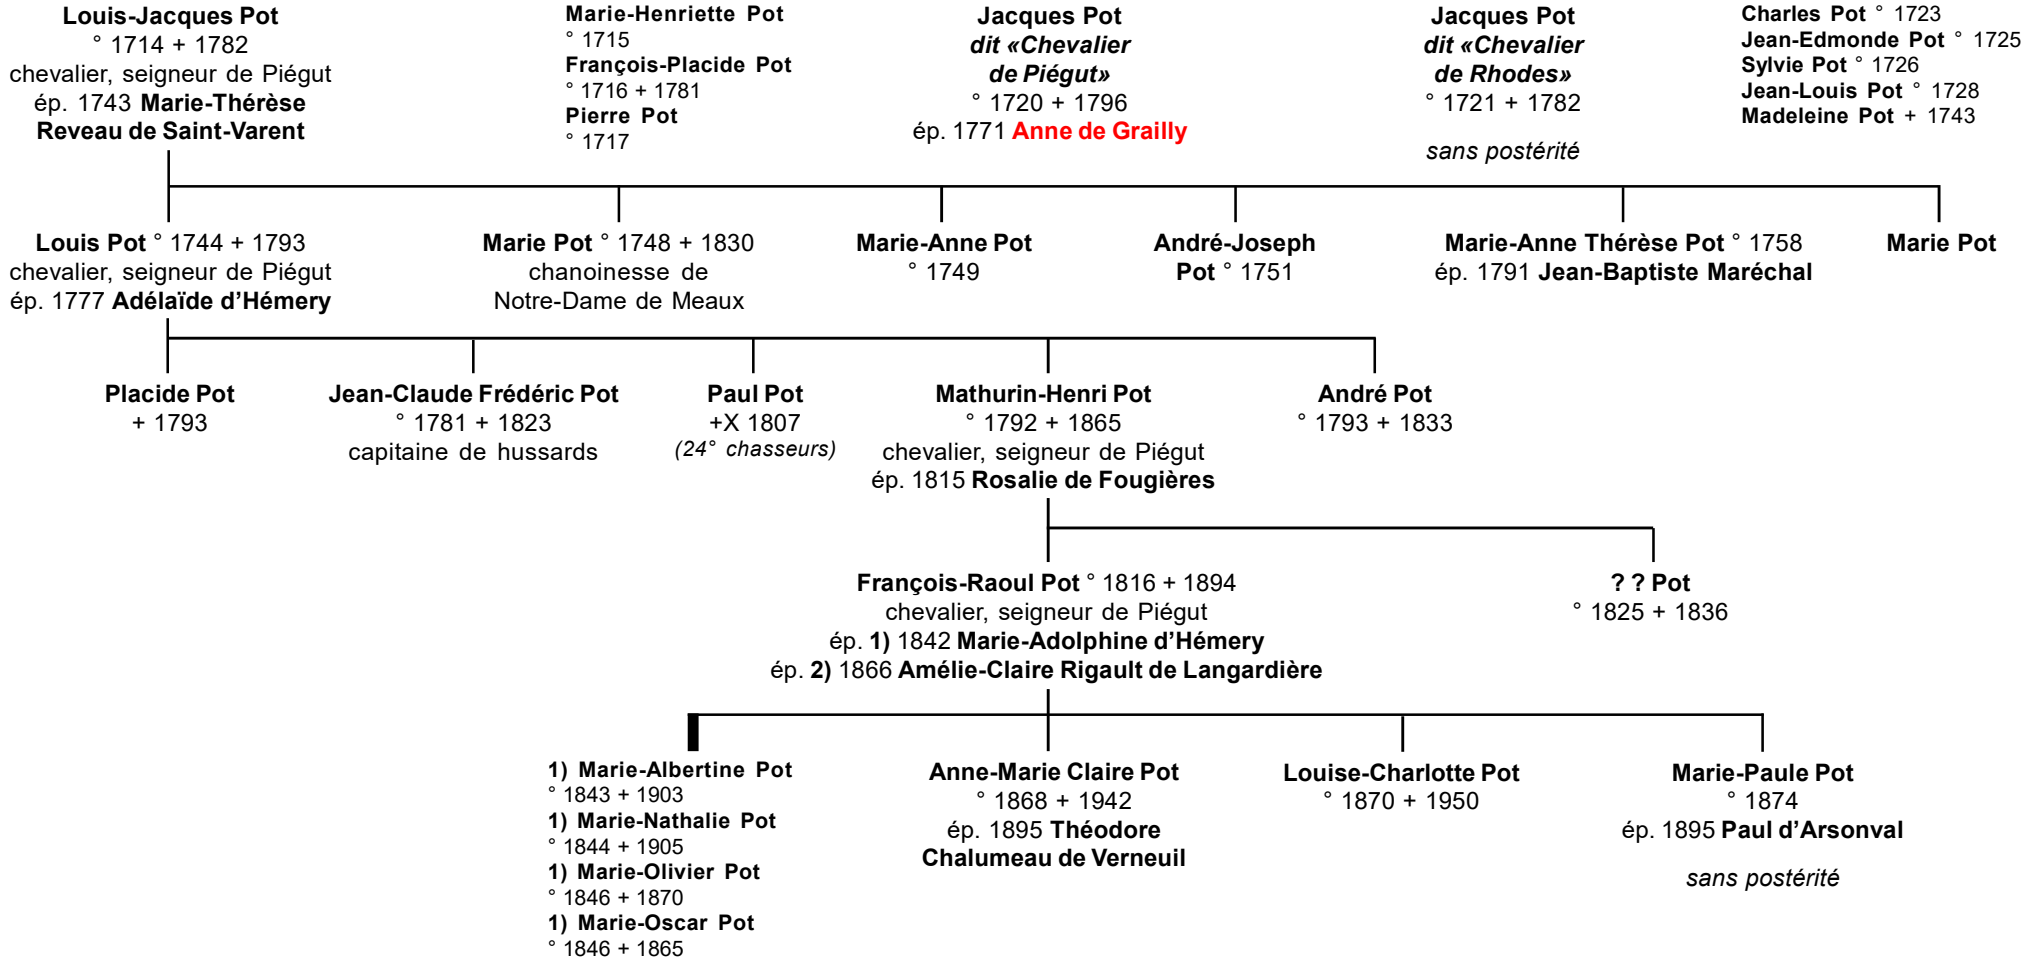 Louis-Jacques Pot
° 1714 + 1782
chevalier, seigneur de Piégut
ép. 1743 Marie-Thérèse
Reveau de Saint-Varent
Marie-Henriette Pot
° 1715
François-Placide Pot
° 1716 + 1781
Pierre Pot
° 1717
Jacques Pot
dit «Chevalier
de Piégut»
° 1720 + 1796
ép. 1771 Anne de Grailly
Jacques Pot
dit «Chevalier
de Rhodes»
° 1721 + 1782
sans postérité
Charles Pot ° 1723
Jean-Edmonde Pot ° 1725
Sylvie Pot ° 1726
Jean-Louis Pot ° 1728
Madeleine Pot + 1743
Louis Pot ° 1744 + 1793
chevalier, seigneur de Piégut
ép. 1777 Adélaïde d’Hémery
Marie Pot ° 1748 + 1830
chanoinesse de
Notre-Dame de Meaux
Marie-Anne Pot
° 1749
André-Joseph
Pot ° 1751
Marie-Anne Thérèse Pot ° 1758
ép. 1791 Jean-Baptiste Maréchal
Marie Pot
Placide Pot
+ 1793
Jean-Claude Frédéric Pot
° 1781 + 1823
capitaine de hussards
Paul Pot
+X 1807
(24° chasseurs)
Mathurin-Henri Pot
° 1792 + 1865
chevalier, seigneur de Piégut
ép. 1815 Rosalie de Fougières
André Pot
° 1793 + 1833
François-Raoul Pot ° 1816 + 1894
chevalier, seigneur de Piégut
ép. 1) 1842 Marie-Adolphine d’Hémery
ép. 2) 1866 Amélie-Claire Rigault de Langardière
? ? Pot
° 1825 + 1836
1) Marie-Albertine Pot
° 1843 + 1903
1) Marie-Nathalie Pot
° 1844 + 1905
1) Marie-Olivier Pot
° 1846 + 1870
1) Marie-Oscar Pot
° 1846 + 1865
Anne-Marie Claire Pot
° 1868 + 1942
ép. 1895 Théodore
Chalumeau de Verneuil
Louise-Charlotte Pot
° 1870 + 1950
Marie-Paule Pot
° 1874
ép. 1895 Paul d’Arsonval
sans postérité